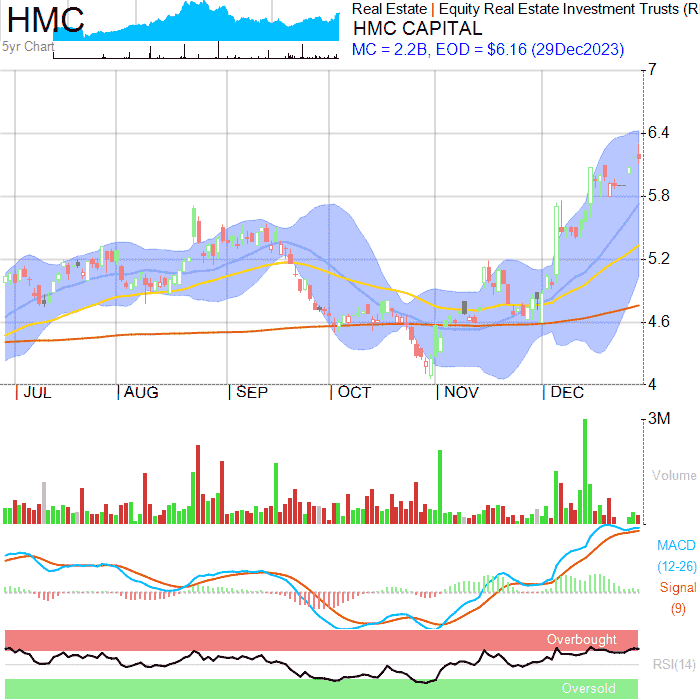 HMC
5yr Chart
Real Estate | Equity Real Estate Investment Trusts (R
HMC CAPITAL
MC = 2.2B, EOD = $6.16 (29Dec2023)
7
6.4
5.8
5.2
4.6
4
JUL AUG SEP OCT NOV DEC
3M
Volume
MACD
(12-26)
Signal
(9)
Overbought
RSI(14)
Oversold